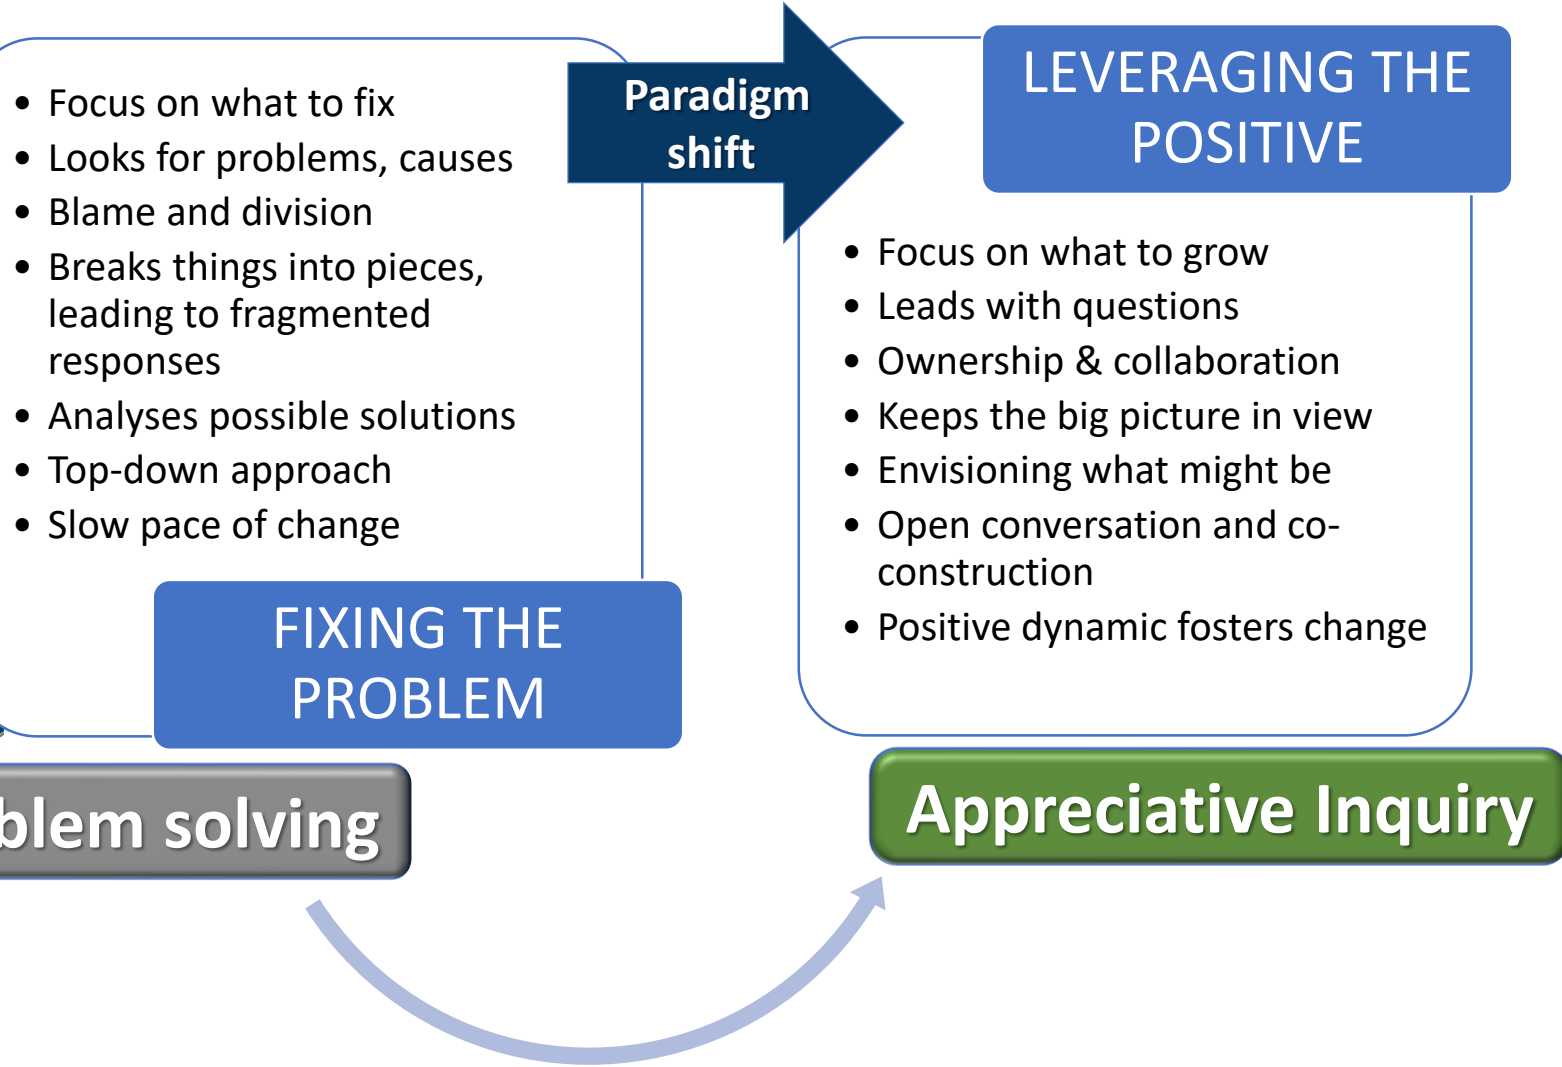 • Focus on what to fix
• Looks for problems, causes
• Blame and division
• Breaks things into pieces,
leading to fragmented
responses
• Analyses possible solutions
• Top-down approach
• Slow pace of change
FIXING THE
PROBLEM
blem solving
Paradigm
shift
LEVERAGING THE
POSITIVE
• Focus on what to grow
• Leads with questions
• Ownership & collaboration
• Keeps the big picture in view
• Envisioning what might be
• Open conversation and co-
construction
• Positive dynamic fosters change
Appreciative Inquiry